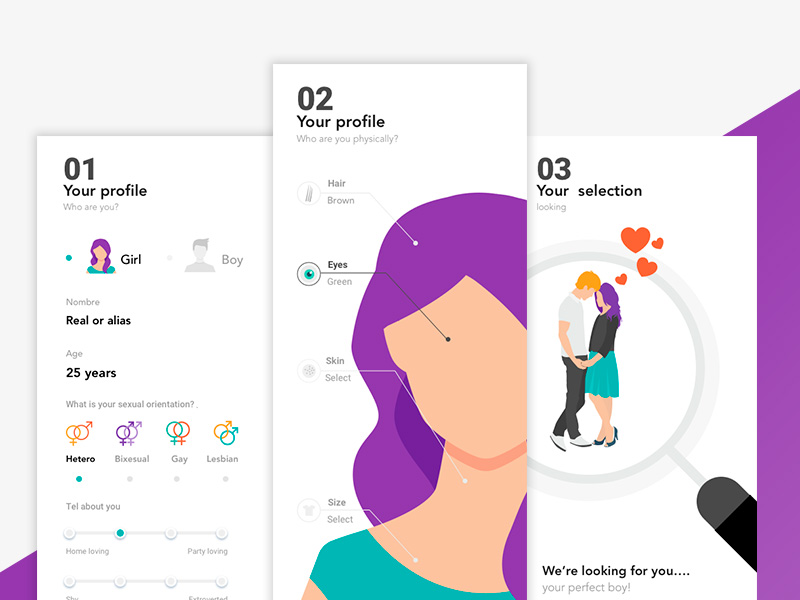 01
Your profile
Who are you?
Girl
Boy
Nombre
Real or alias
Age
25 years
What is your sexual orientation?
Hetero
Bixesual
Gay
Lesbian
Tel about you
Home loving
Party loving
Shy
Extroverted
02
Your profile
Who are you physically?
Hair
Brown
Eyes
Green
Skin
Select
Size
Select
03
Your selection
looking
We're looking for you....
your perfect boy!